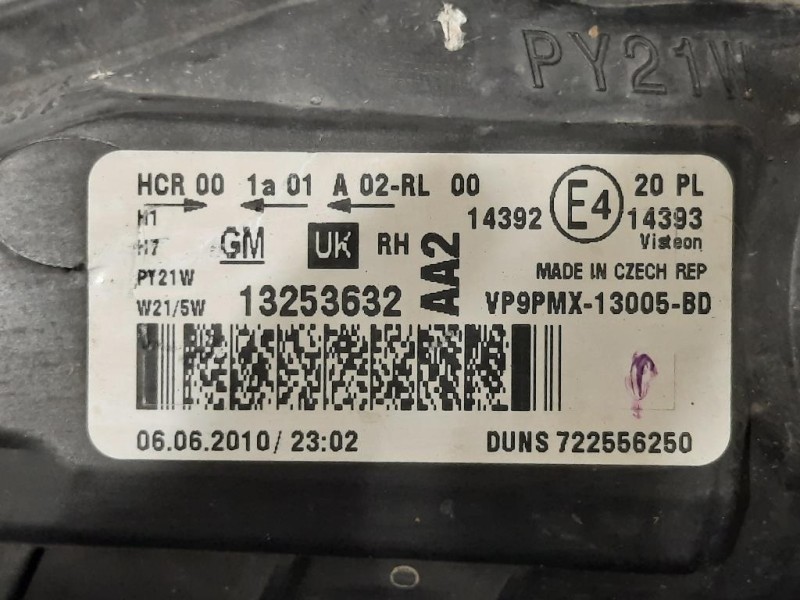 PY21W
HCR 00 1a 01 A 02-RL 00 20 PL
H1 14392 E4 14393
H7 GM UK RH AA2 Visteon
PY21W MADE IN CZECH REP
W21/5W 13253632 VP9PMX-13005-BD
06.06.2010/ 23:02 DUNS 722556250